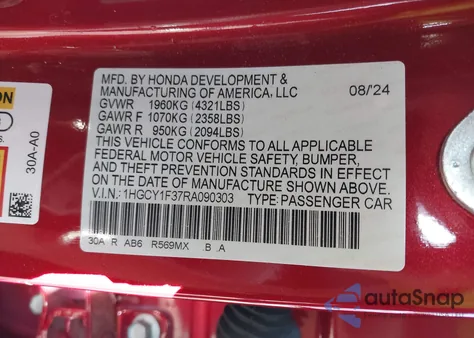 MFD. BY HONDA DEVELOPMENT &
MANUFACTURING OF AMERICA, LLC 08/24
GVWR 1960KG (4321LBS)
GAWR F 1070KG (2358LBS)
GAWR R 950KG (2094LBS)
THIS VEHICLE CONFORMS TO ALL APPLICABLE
FEDERAL MOTOR VEHICLE SAFETY, BUMPER,
AND THEFT PREVENTION STANDARDS IN EFFECT
ON THE DATE OF MANUFACTURE SHOWN ABOVE.
V.I.N.: 1HGCY1F37RA090303 TYPE: PASSENGER CAR
30A R AB6 R569MX B A
30A-A0
autoSnap